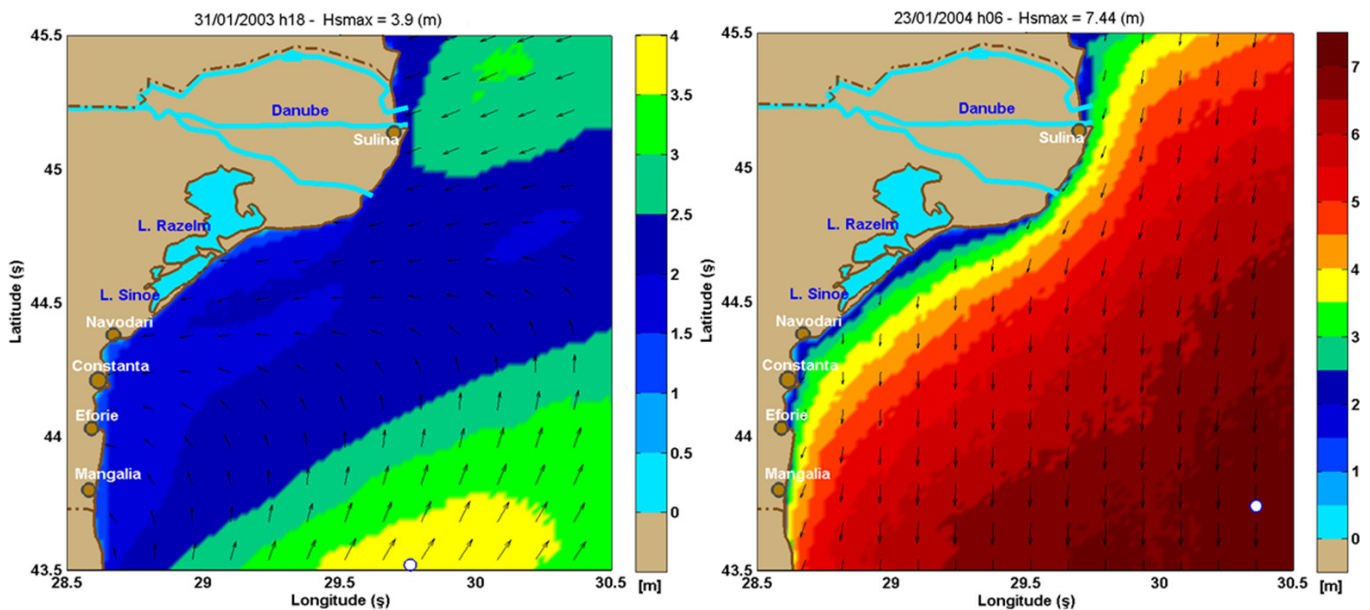 31/01/2003 h18 - Hsmax = 3.9 (m)
45.5
45
44.5
44
43.5
Latitude (ş)
28.5
29
29.5
30
30.5
Longitude (ş)
Danube
Sulina
L. Razelm
L. Sinoe
Navodari
Constanta
Eforie
Mangalia
4
3.5
3
2.5
2
1.5
1
0.5
0
[m]
23/01/2004 h06 - Hsmax = 7.44 (m)
45.5
45
44.5
44
43.5
Latitude (ş)
28.5
29
29.5
30
30.5
Longitude (ş)
Danube
Sulina
L. Razelm
L. Sinoe
Navodari
Constanta
Eforie
Mangalia
7
6
5
4
3
2
1
0
[m]